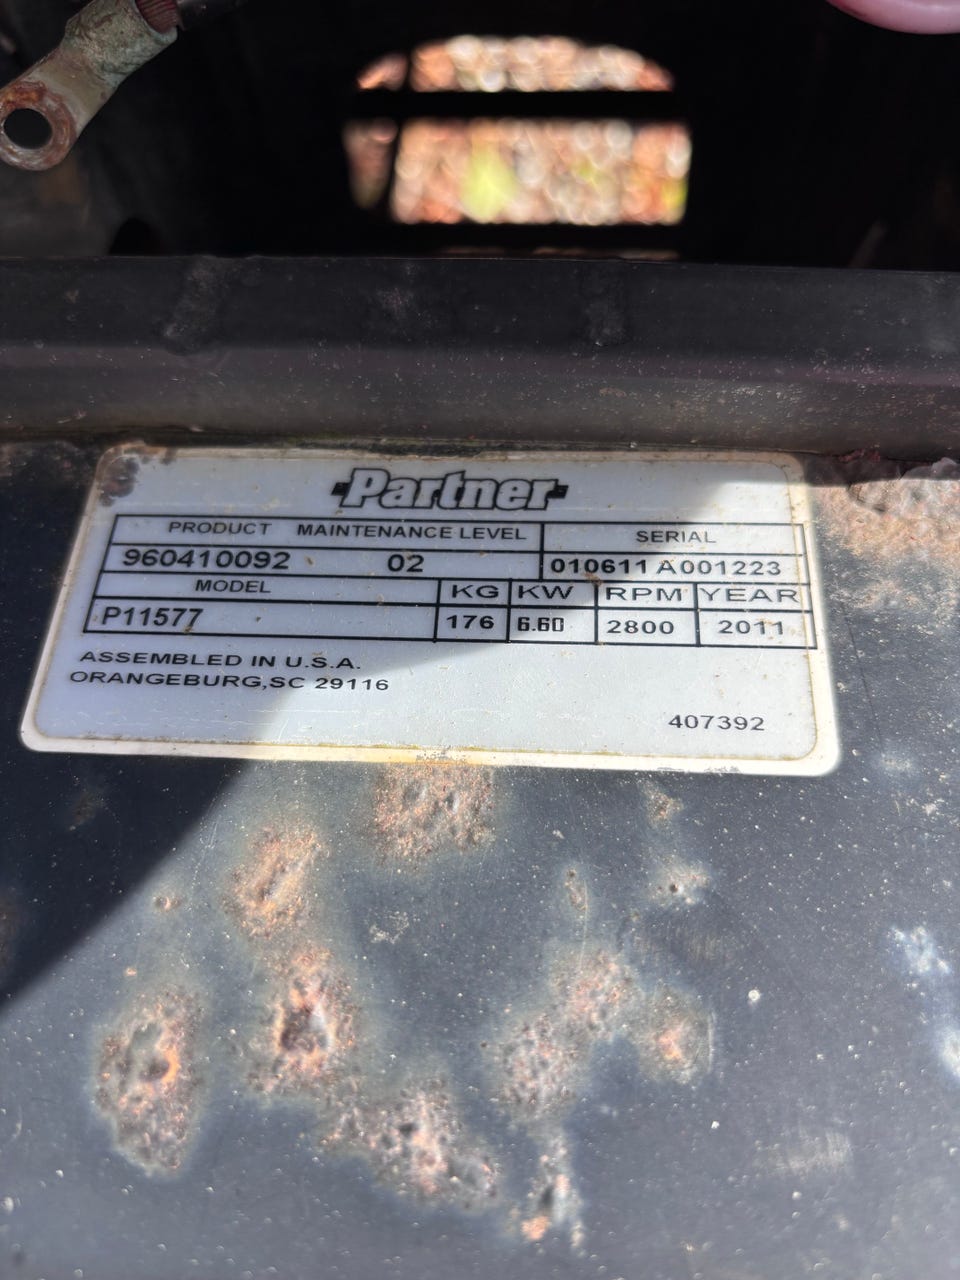 Partner
PRODUCT MAINTENANCE LEVEL SERIAL
960410092 02 010611 A 001223
MODEL KG KW RPM YEAR
P11577 176 6.60 2800 2011
ASSEMBLED IN U.S.A.
ORANGEBURG,SC 29116
407392